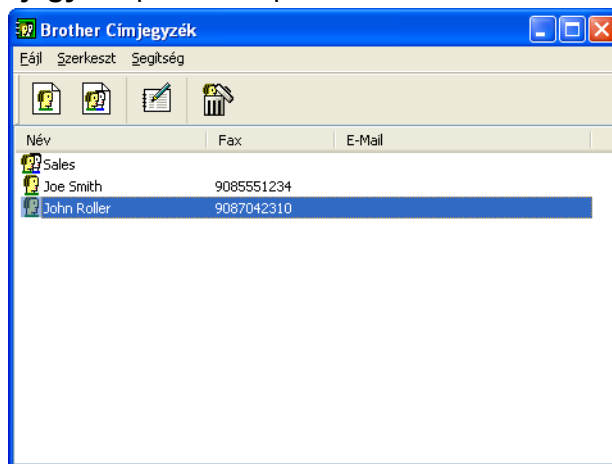 Brother Címjegyzék
Fájl Szerkeszt Segítség
Név Fax E-Mail
Sales
Joe Smith 9085551234
John Roller 9087042310